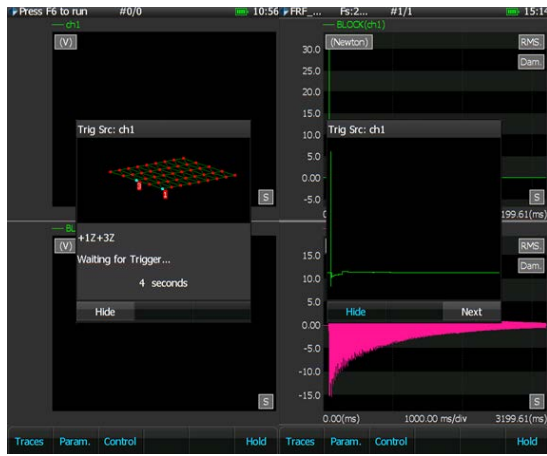 Press F6 to run #0/0 10:56
ch1
(V)
Trig Src: ch1
3
1
S
+1Z+3Z
Waiting for Trigger...
4 seconds
Hide
(V)
S
Traces Param. Control Hold
FRF_... Fs:2... #1/1 15:14
BLOCK(ch1)
(Newton) RMS.
Dam.
30.0
25.0
20.0
15.0
10.0
5.0
0.00
-5.0
Trig Src: ch1
S
199.61(ms)
RMS.
Dam.
15.0
10.0
5.0
Hide Next
0.00
-5.0
-10.0
-15.0
S
0.00(ms) 1000.00 ms/div 3199.61(ms)
Traces Param. Control Hold